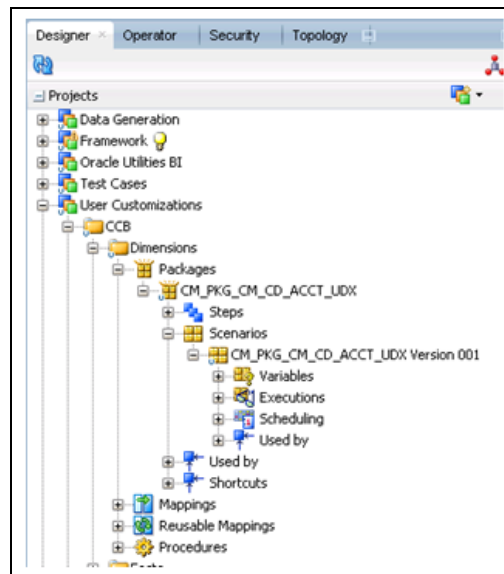 Designer Operator Security Topology
Projects
Data Generation
Framework
Oracle Utilities BI
Test Cases
User Customizations
CCB
Dimensions
Packages
CM_PKG_CM_CD_ACCT_UDX
Steps
Scenarios
CM_PKG_CM_CD_ACCT_UDX Version 001
Variables
Executions
Scheduling
Used by
Used by
Shortcuts
Mappings
Reusable Mappings
Procedures